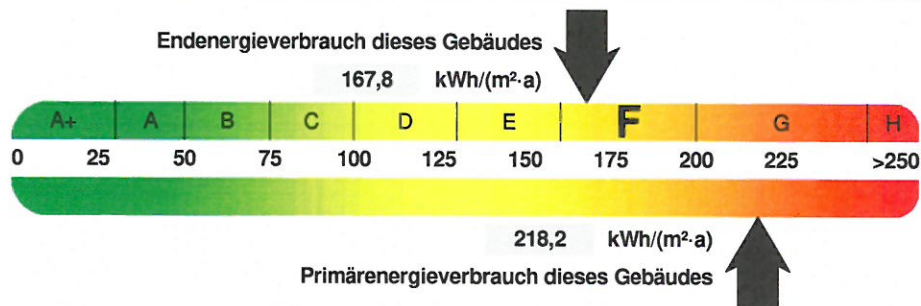 Endenergieverbrauch dieses Gebäudes
167,8 kWh/(m²·a)
A+ A B C D E F G H
0 25 50 75 100 125 150 175 200 225 >250
218,2 kWh/(m²·a)
Primärenergieverbrauch dieses Gebäudes